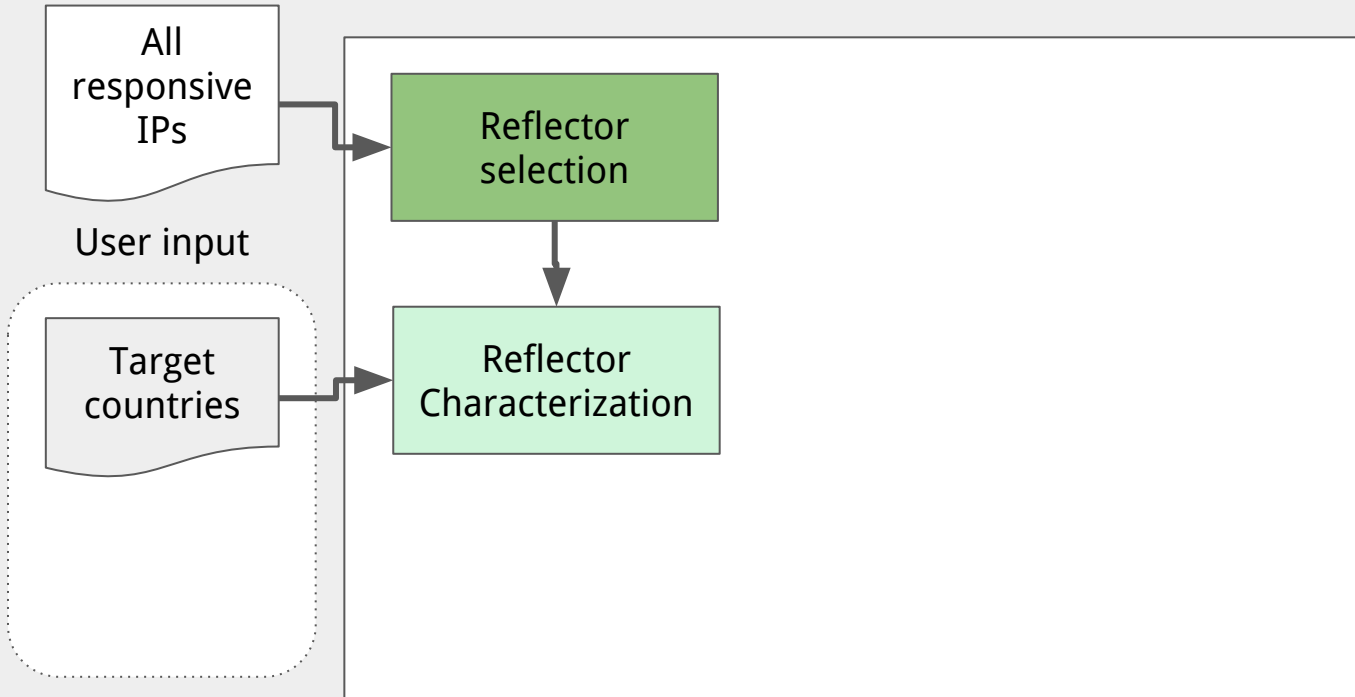 All
responsive
IPs
Reflector
selection
User input
Target
countries
Reflector
Characterization